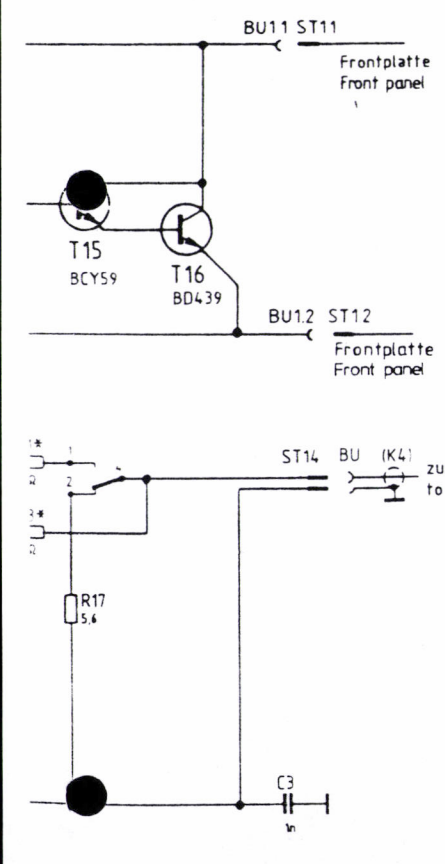 BU11 ST11
Frontplatte
Front panel
T15
BCY59
T16
BD439
BU1.2 ST12
Frontplatte
Front panel
1
2
4
ST14 BU (K4)
zu
to
R17
5,6
C3
1n